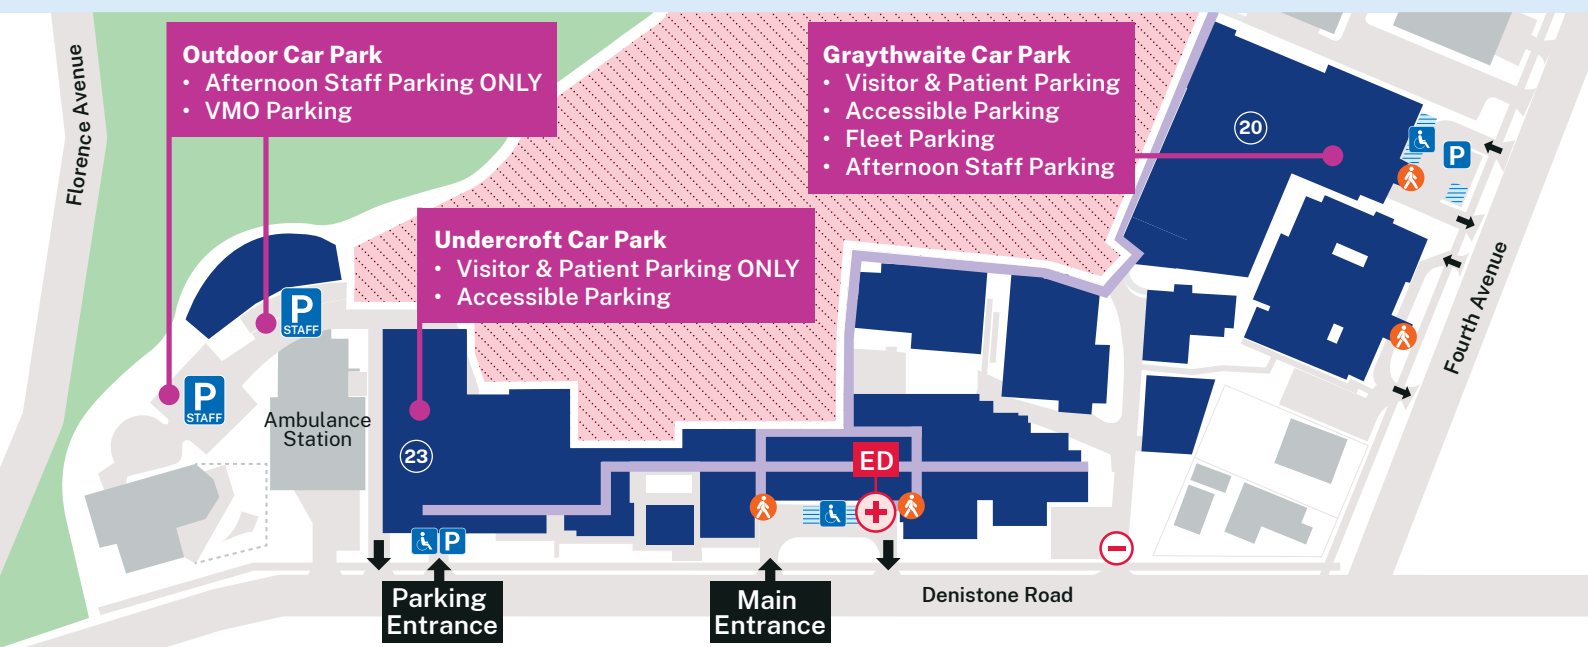 Outdoor Car Park
• Afternoon Staff Parking ONLY
• VMO Parking
Graythwaite Car Park
• Visitor & Patient Parking
• Accessible Parking
• Fleet Parking
• Afternoon Staff Parking
Florence Avenue
20
P
Undercroft Car Park
• Visitor & Patient Parking ONLY
• Accessible Parking
P
STAFF
P
STAFF
Fourth Avenue
Ambulance
Station
23
ED
P
Parking
Entrance
Main
Entrance
Denistone Road